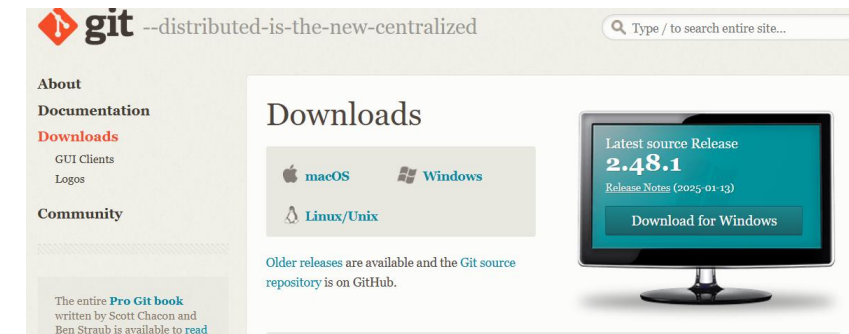 git --distributed-is-the-new-centralized
Type / to search entire site...
About
Documentation
Downloads
GUI Clients
Logos
Community
The entire Pro Git book
written by Scott Chacon and
Ben Straub is available to read
Downloads
macOS
Windows
Linux/Unix
Older releases are available and the Git source
repository is on GitHub.
Latest source Release
2.48.1
Release Notes (2025-01-13)
Download for Windows